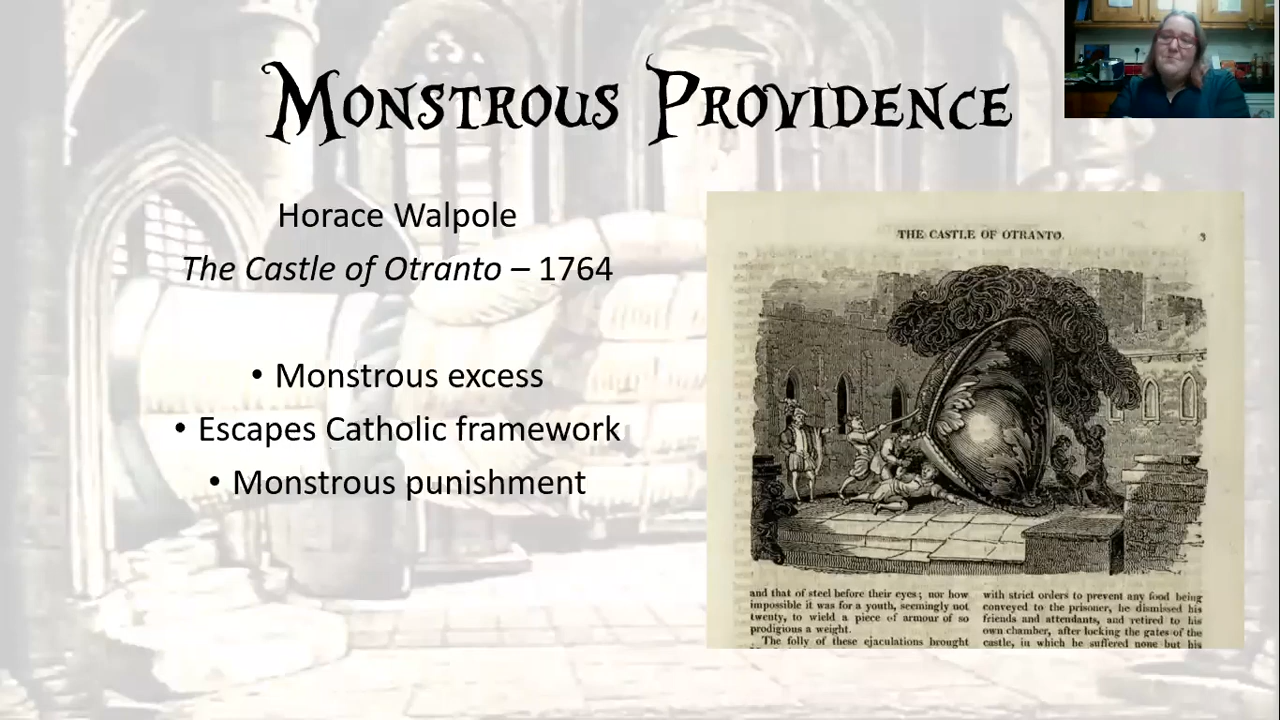 MONSTROUS PROVIDENCE
Horace Walpole
The Castle of Otranto – 1764
• Monstrous excess
• Escapes Catholic framework
• Monstrous punishment
THE CASTLE OF OTRANTO. 3
and that of steel before their eyes; nor how
impossible it was for a youth, seemingly not
twenty, to wield a piece of armour of so
prodigious a weight.
The folly of these ejaculations brought
with strict orders to prevent any food being
conveyed to the prisoner, he dismissed his
friends and attendants, and retired to his
own chamber, after locking the gates of the
castle, in which he suffered none but his